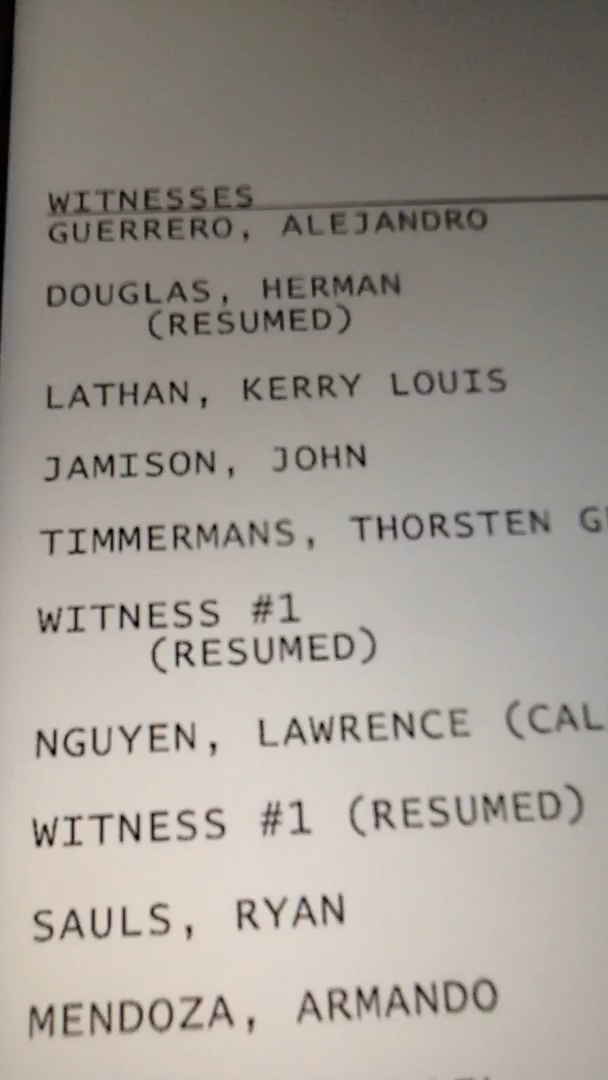 WITNESSES
GUERRERO, ALEJANDRO
DOUGLAS, HERMAN
(RESUMED)
LATHAN, KERRY LOUIS
JAMISON, JOHN
TIMMERMANS, THORSTEN
WITNESS #1
(RESUMED)
NGUYEN, LAWRENCE (CAL
WITNESS #1 (RESUMED)
SAULS, RYAN
MENDOZA, ARMANDO